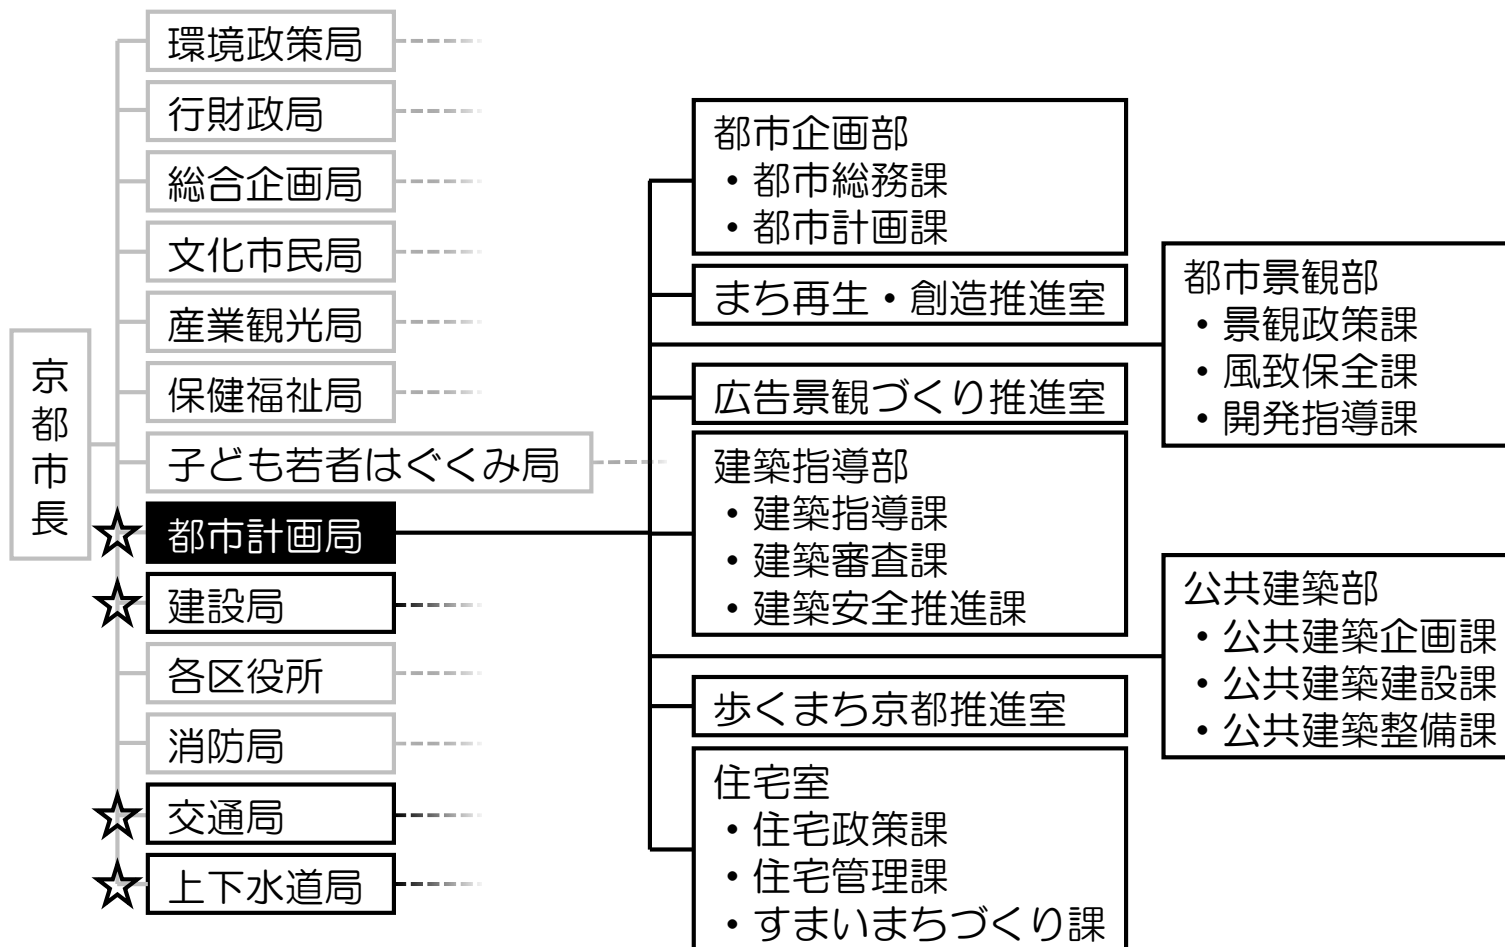 京都市長
環境政策局
行財政局
総合企画局
文化市民局
産業観光局
保健福祉局
子ども若者はぐくみ局
都市計画局
建設局
各区役所
消防局
交通局
上下水道局
都市企画部
・都市総務課
・都市計画課
まち再生・創造推進室
都市景観部
・景観政策課
・風致保全課
・開発指導課
広告景観づくり推進室
建築指導部
・建築指導課
・建築審査課
・建築安全推進課
公共建築部
・公共建築企画課
・公共建築建設課
・公共建築整備課
歩くまち京都推進室
住宅室
・住宅政策課
・住宅管理課
・すまいまちづくり課